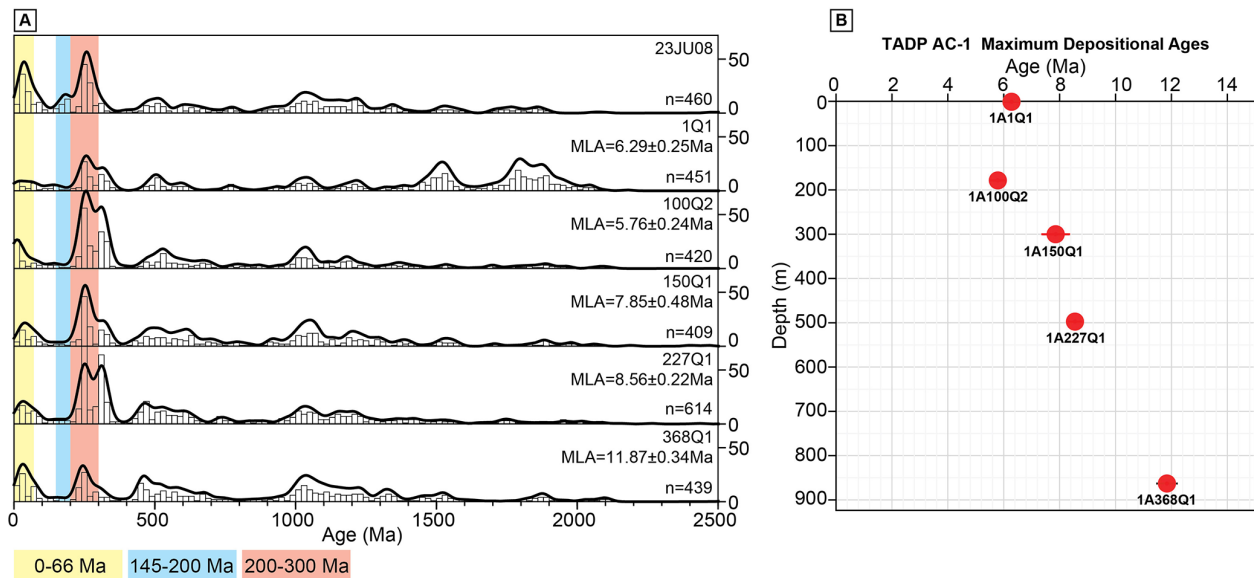 A
23JU08
50
n=460
0
1Q1
MLA=6.29±0.25Ma
50
n=451
0
100Q2
MLA=5.76±0.24Ma
50
n=420
0
150Q1
MLA=7.85±0.48Ma
50
n=409
0
227Q1
MLA=8.56±0.22Ma
50
n=614
0
368Q1
MLA=11.87±0.34Ma
50
n=439
0
0 500 1000 1500 2000 2500
Age (Ma)
0-66 Ma 145-200 Ma 200-300 Ma
B
TADP AC-1 Maximum Depositional Ages
Age (Ma)
0 2 4 6 8 10 12 14
0
1A1Q1
100
1A100Q2
200
300
1A150Q1
400
Depth (m)
500
1A227Q1
600
700
800
1A368Q1
900